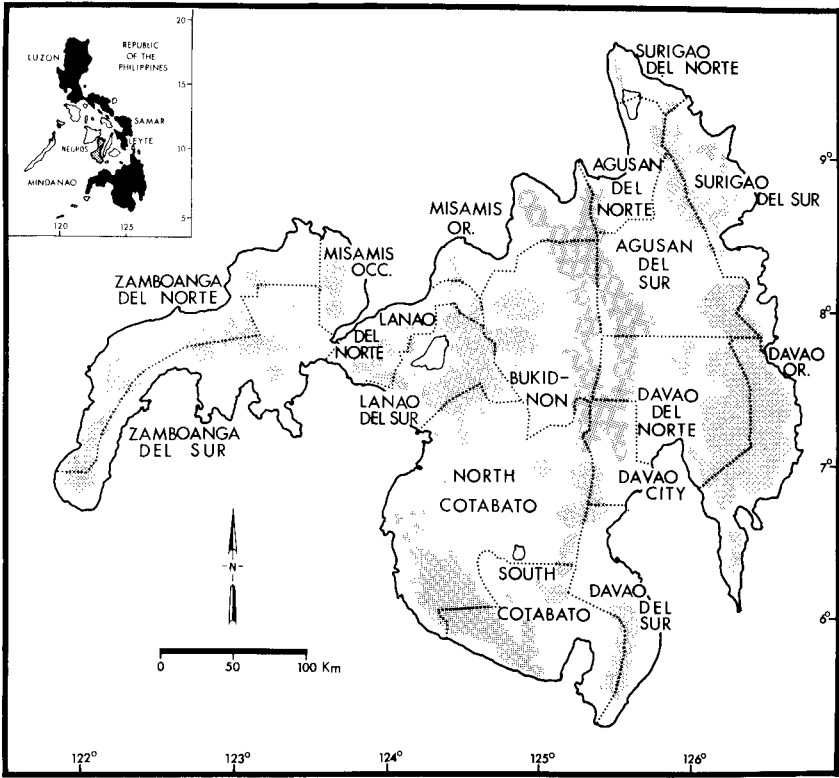 20
REPUBLIC
OF THE
PHILIPPINES
LUZON
15
SAMAR
LEYTE
NEGROS
10
MINDANAO
5
120
125
SURIGAO
DEL NORTE
9°
AGUSAN
DEL
NORTE
SURIGAO
DEL SUR
MISAMIS
OR.
AGUSAN
DEL
SUR
MISAMIS
OCC.
ZAMBOANGA
DEL NORTE
8°
LANAO
DEL
NORTE
DAVAO
OR.
BUKID-
NON
LANAO
DEL SUR
DAVAO
DEL
NORTE
ZAMBOANGA
DEL SUR
7°
NORTH
COTABATO
DAVAO
CITY
-N-
SOUTH
COTABATO
DAVAO
DEL
SUR
6°
0 50 100 Km
122° 123° 124° 125° 126°